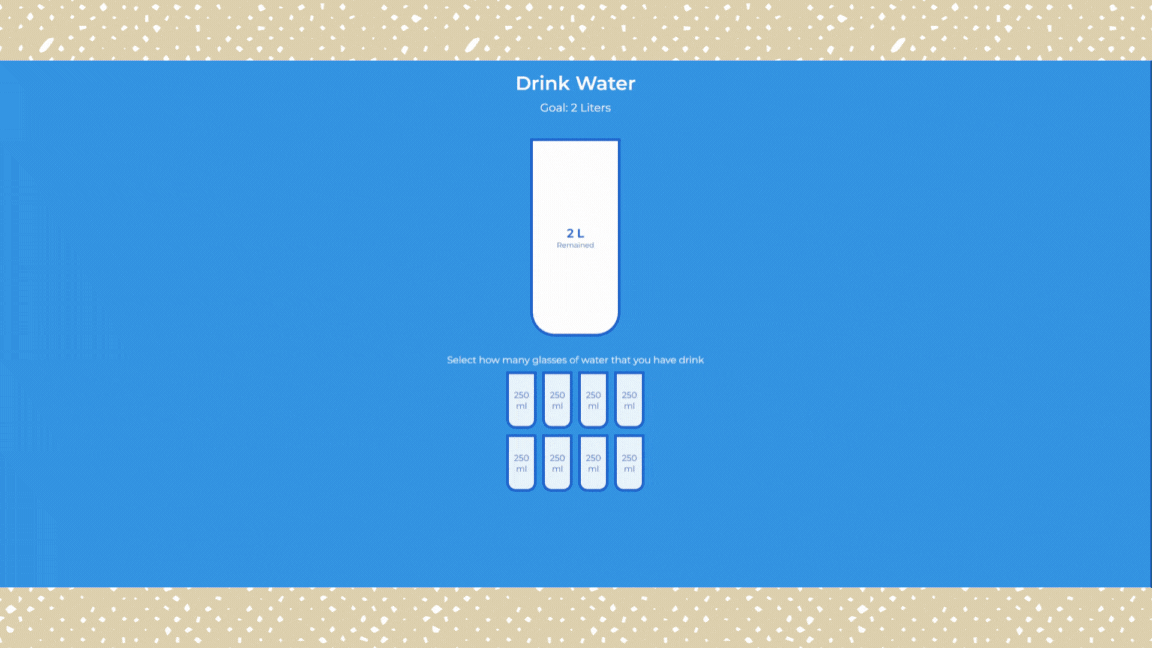 Drink Water
Goal: 2 Liters
2 L
Remained
Select how many glasses of water that you have drink
250 250 250 250
ml ml ml ml
250 250 250 250
ml ml ml ml